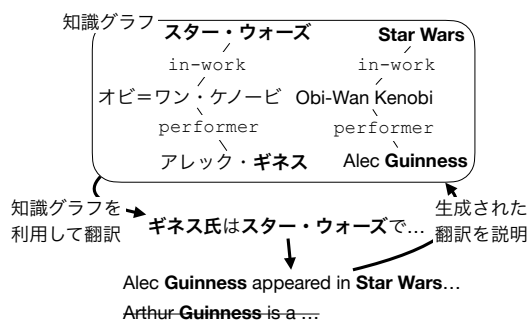 知識グラフ
スター・ウォーズ Star Wars
in-work in-work
オビ＝ワン・ケノービ Obi-Wan Kenobi
performer performer
アレック・ギネス Alec Guinness
知識グラフを
利用して翻訳
ギネス氏はスター・ウォーズで…
生成された
翻訳を説明
Alec Guinness appeared in Star Wars…
Arthur Guinness is a …